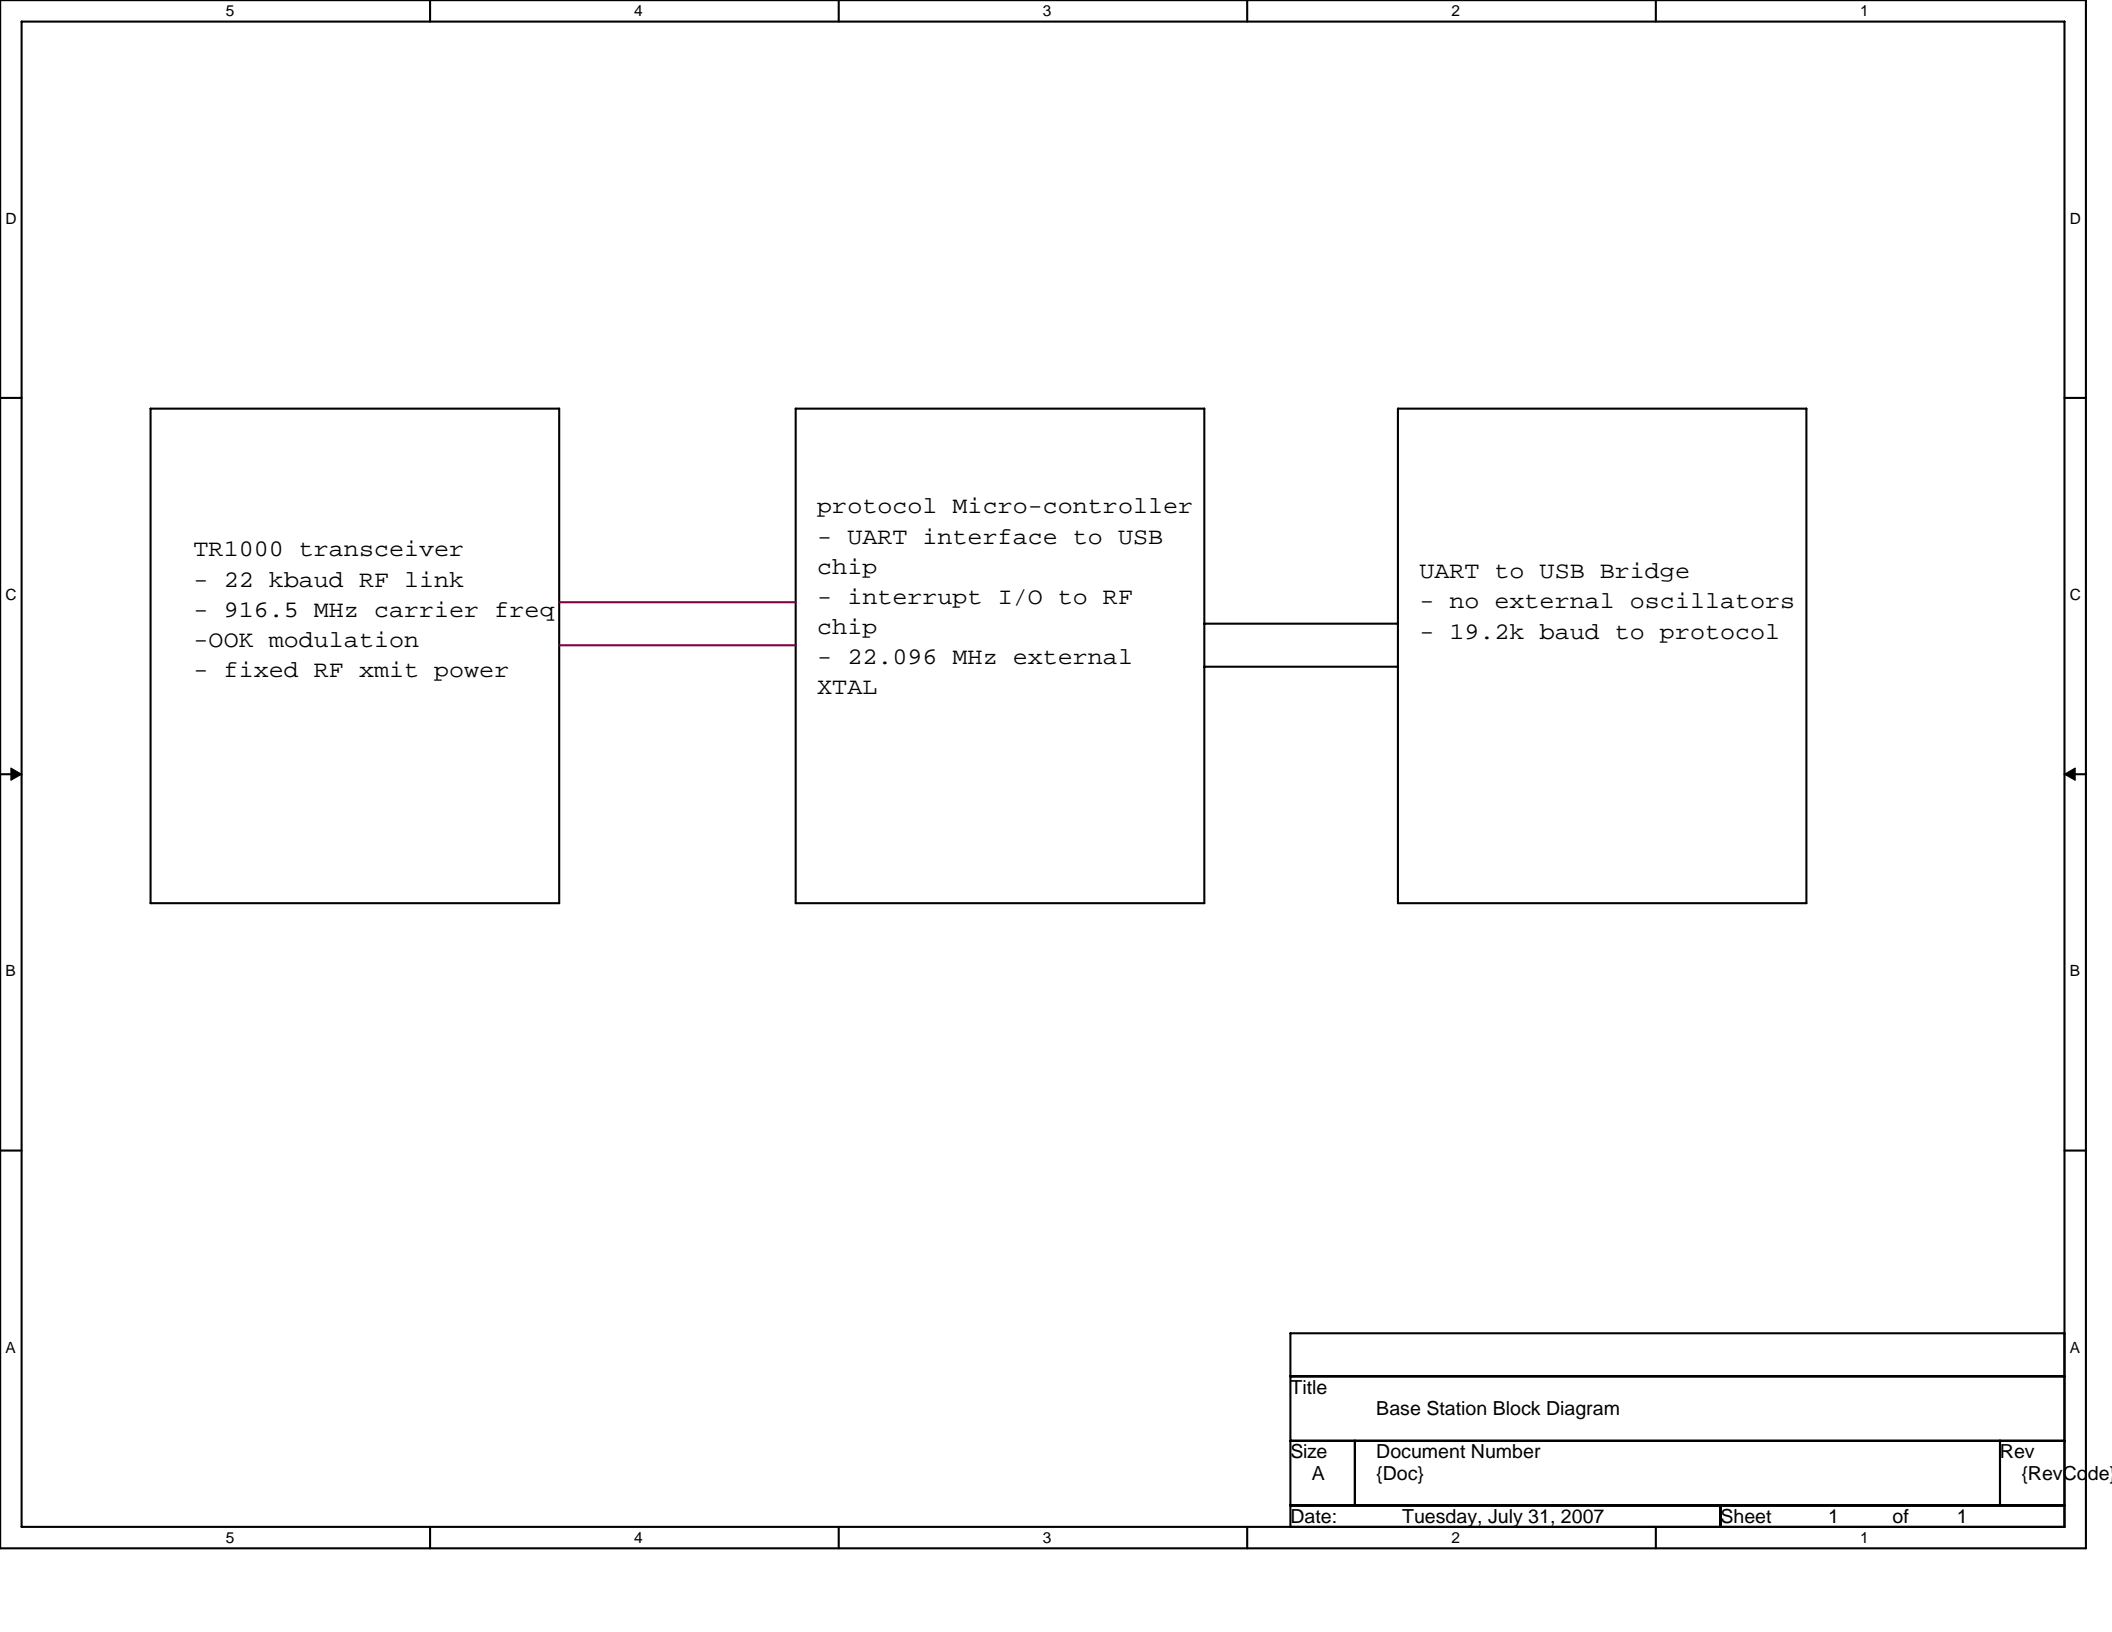 5 4 3 2 1
D D
TR1000 transceiver
- 22 kbaud RF link
- 916.5 MHz carrier freq
-OOK modulation
- fixed RF xmit power
protocol Micro-controller
- UART interface to USB
chip
- interrupt I/O to RF
chip
- 22.096 MHz external
XTAL
UART to USB Bridge
- no external oscillators
- 19.2k baud to protocol
C C
B B
A A
Title
Base Station Block Diagram
Size Document Number Rev
A {Doc} {RevCode}
Date: Tuesday, July 31, 2007 Sheet 1 of 1
5 4 3 2 1